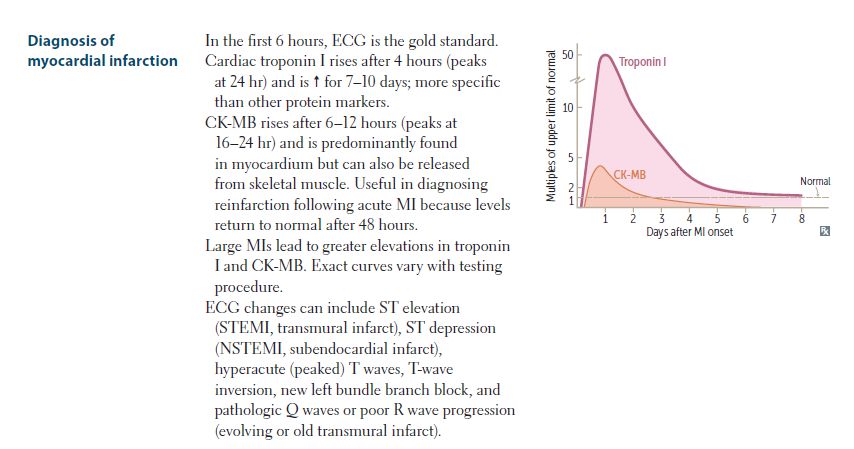 Diagnosis of
myocardial infarction
In the first 6 hours, ECG is the gold standard.
Cardiac troponin I rises after 4 hours (peaks
at 24 hr) and is ↑ for 7–10 days; more specific
than other protein markers.
CK-MB rises after 6–12 hours (peaks at
16–24 hr) and is predominantly found
in myocardium but can also be released
from skeletal muscle. Useful in diagnosing
reinfarction following acute MI because levels
return to normal after 48 hours.
Large MIs lead to greater elevations in troponin
I and CK-MB. Exact curves vary with testing
procedure.
ECG changes can include ST elevation
(STEMI, transmural infarct), ST depression
(NSTEMI, subendocardial infarct),
hyperacute (peaked) T waves, T-wave
inversion, new left bundle branch block, and
pathologic Q waves or poor R wave progression
(evolving or old transmural infarct).
Multiples of upper limit of normal
50
10
5
2
1
Troponin I
CK-MB
Normal
1 2 3 4 5 6 7 8
Days after MI onset
Rx